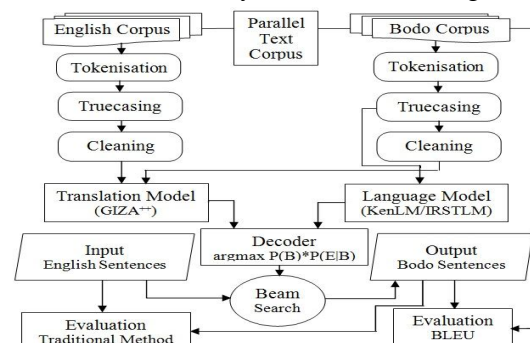 English Corpus
Parallel
Text
Corpus
Bodo Corpus
Tokenisation
Truecasing
Cleaning
Tokenisation
Truecasing
Cleaning
Translation Model
(GIZA++)
Language Model
(KenLM/IRSTLM)
Decoder
argmax P(B)*P(E|B)
Input
English Sentences
Output
Bodo Sentences
Beam
Search
Evaluation
Traditional Method
Evaluation
BLEU